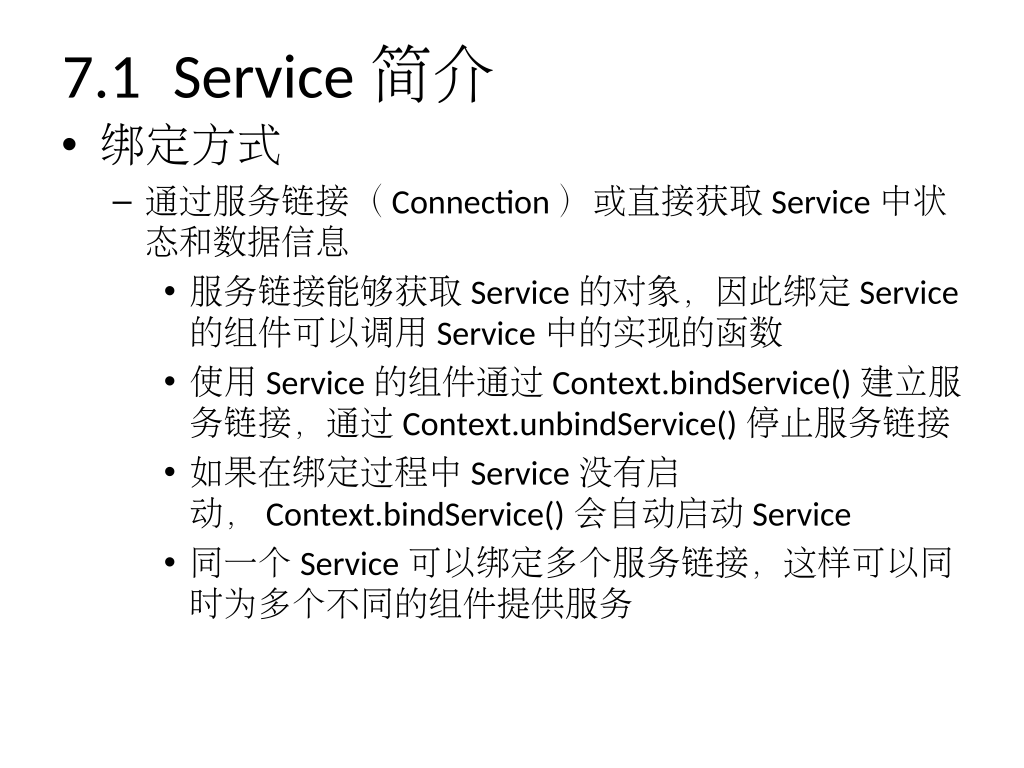 7.1 Service 简介
• 绑定方式
– 通过服务链接（Connection）或直接获取 Service 中状
态和数据信息
• 服务链接能够获取 Service 的对象，因此绑定 Service
的组件可以调用 Service 中的实现的函数
• 使用 Service 的组件通过 Context.bindService() 建立服
务链接，通过 Context.unbindService() 停止服务链接
• 如果在绑定过程中 Service 没有启
动， Context.bindService() 会自动启动 Service
• 同一个 Service 可以绑定多个服务链接，这样可以同
时为多个不同的组件提供服务